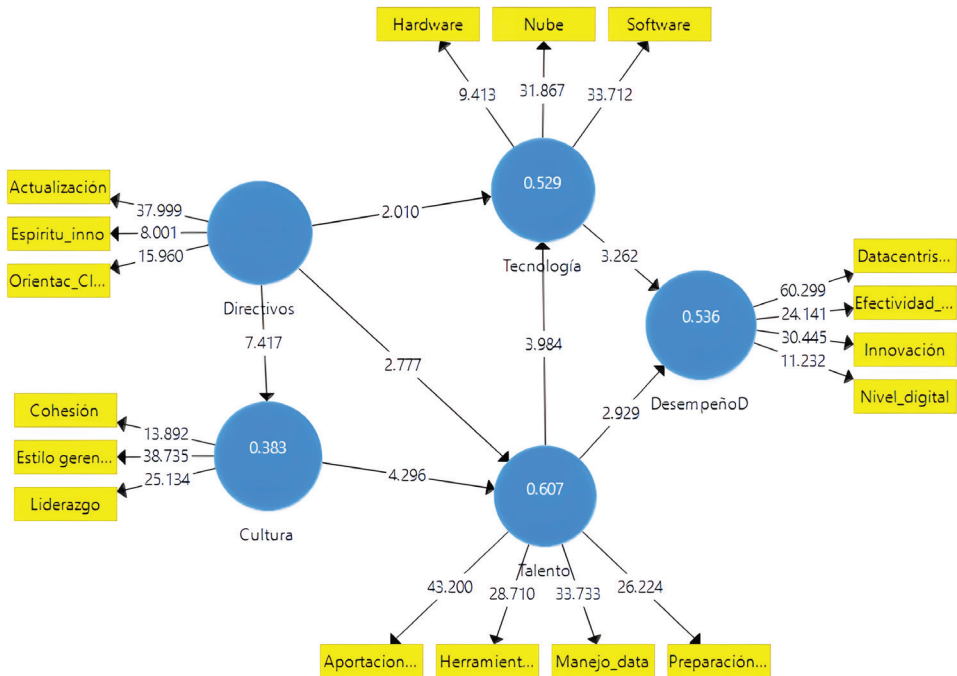 Hardware
Nube
Software
9.413
31.867
33.712
0.529
Tecnología
Actualización
Espiritu_inno
Orientac_Cl...
37.999
8.001
15.960
Directivos
2.010
7.417
2.777
3.984
3.262
0.536
DesempeñoD
2.929
60.299
24.141
30.445
11.232
Datacentris...
Efectividad_...
Innovación
Nivel_digital
Cohesión
Estilo geren...
Liderazgo
13.892
38.735
25.134
0.383
Cultura
4.296
0.607
Talento
43.200
28.710
33.733
26.224
Aportacion...
Herramient...
Manejo_data
Preparación...